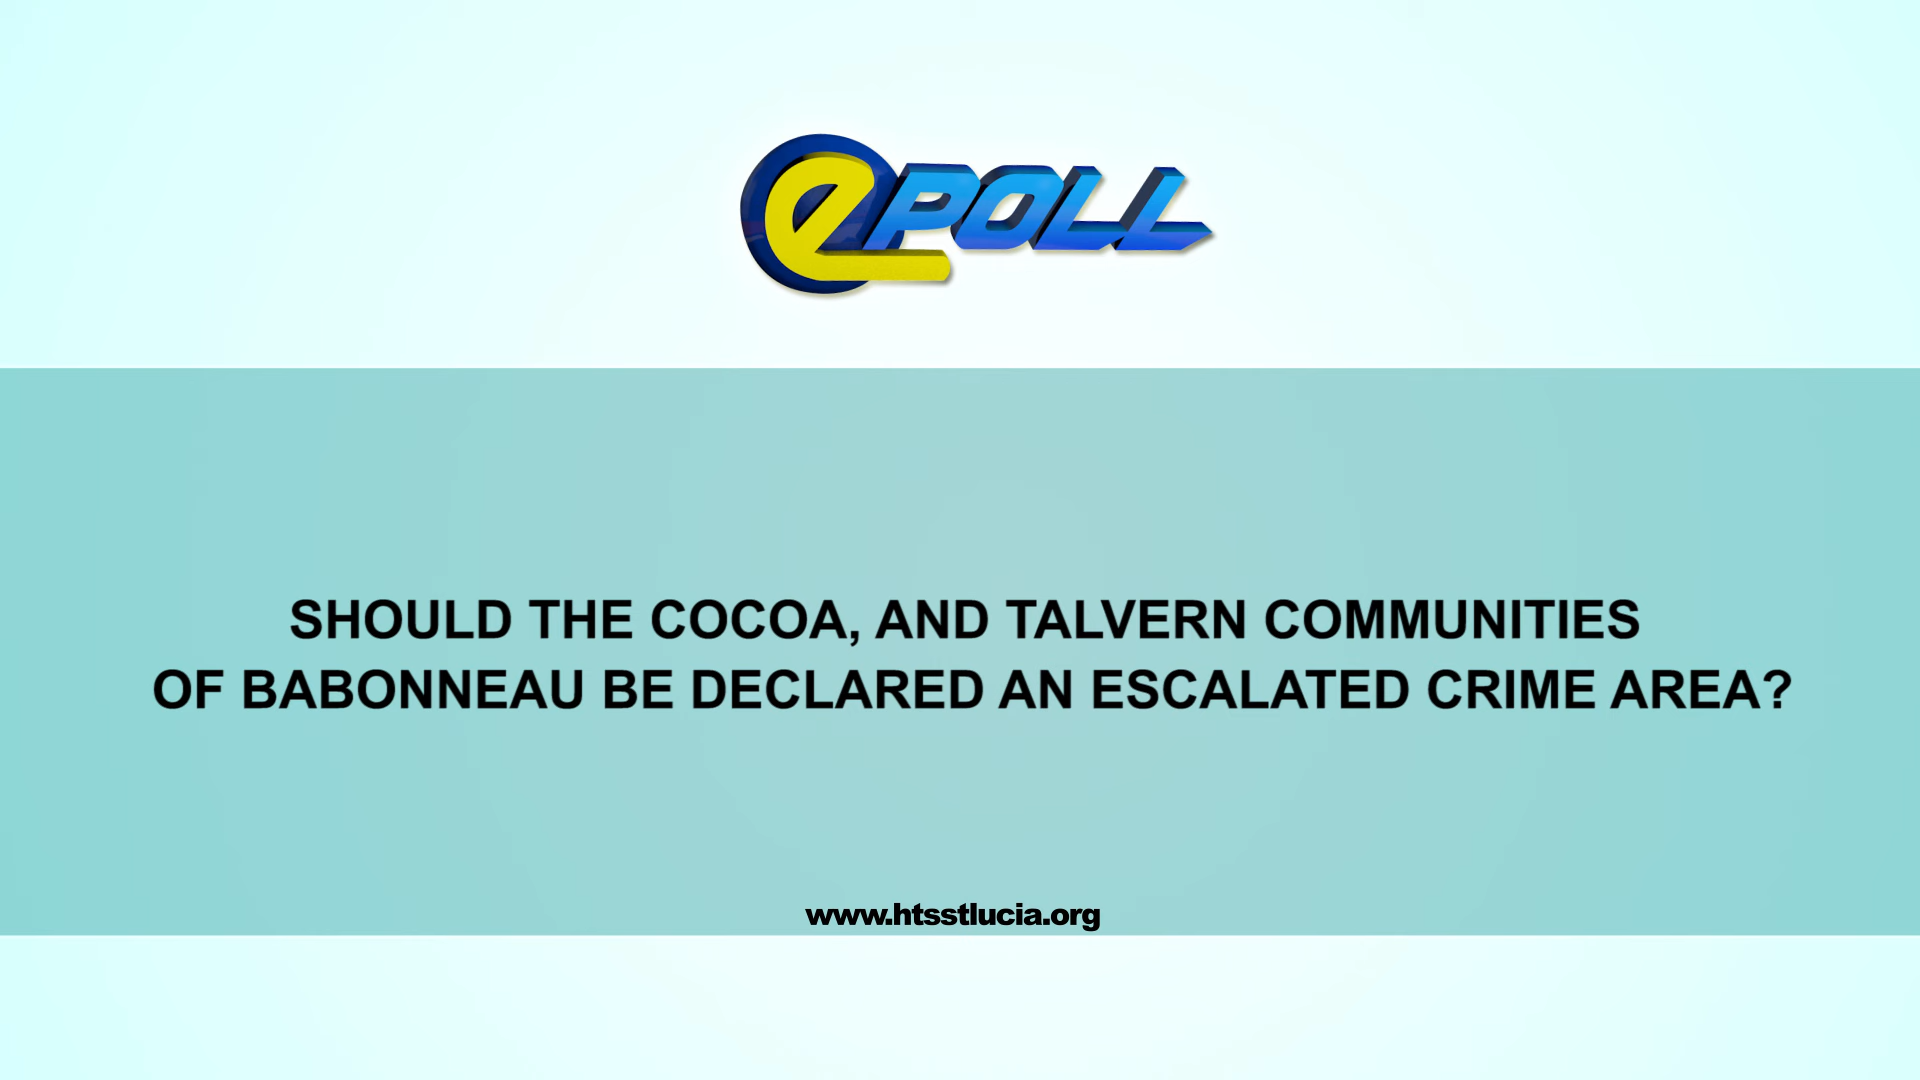 ePOLL
SHOULD THE COCOA, AND TALVERN COMMUNITIES
OF BABONNEAU BE DECLARED AN ESCALATED CRIME AREA?
www.htsstlucia.org